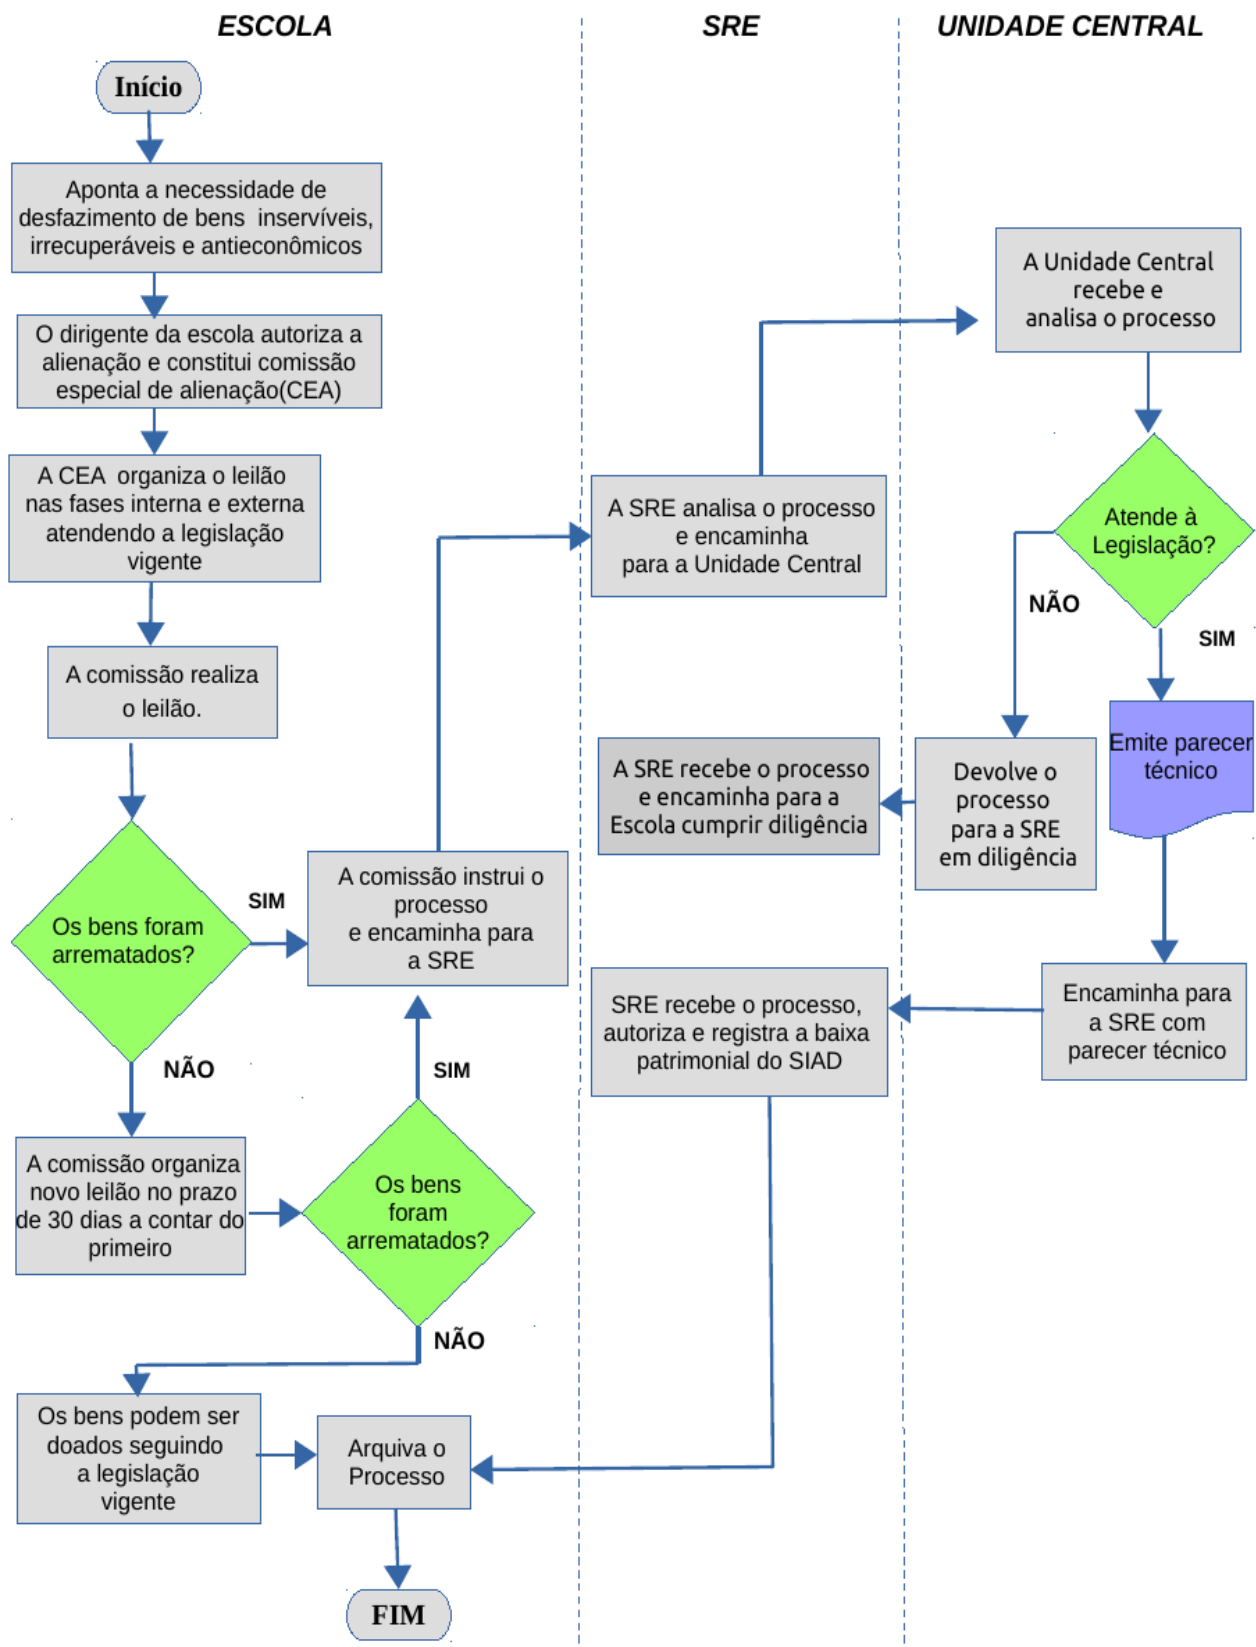 ESCOLA
SRE
UNIDADE CENTRAL
Início
Aponta a necessidade de
desfazimento de bens inservíveis,
irrecuperáveis e antieconômicos
O dirigente da escola autoriza a
alienação e constitui comissão
especial de alienação(CEA)
A CEA organiza o leilão
nas fases interna e externa
atendendo a legislação
vigente
A comissão realiza
o leilão.
Os bens foram
arrematados?
SIM
NÃO
A comissão instrui o
processo
e encaminha para
a SRE
A comissão organiza
novo leilão no prazo
de 30 dias a contar do
primeiro
Os bens
foram
arrematados?
SIM
NÃO
Os bens podem ser
doados seguindo
a legislação
vigente
Arquiva o
Processo
FIM
A SRE analisa o processo
e encaminha
para a Unidade Central
A SRE recebe o processo
e encaminha para a
Escola cumprir diligência
SRE recebe o processo,
autoriza e registra a baixa
patrimonial do SIAD
A Unidade Central
recebe e
analisa o processo
Atende à
Legislação?
NÃO
SIM
Devolve o
processo
para a SRE
em diligência
Emite parecer
técnico
Encaminha para
a SRE com
parecer técnico